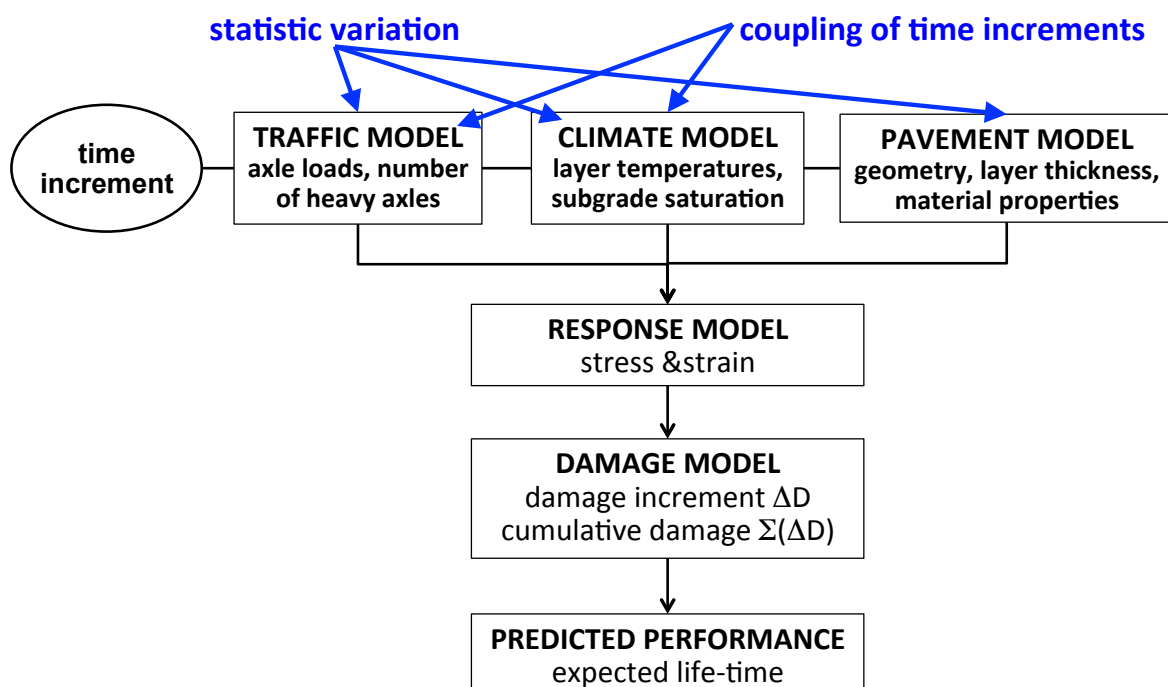 statistic variation
coupling of time increments
time
increment
TRAFFIC MODEL
axle loads, number
of heavy axles
CLIMATE MODEL
layer temperatures,
subgrade saturation
PAVEMENT MODEL
geometry, layer thickness,
material properties
RESPONSE MODEL
stress &strain
DAMAGE MODEL
damage increment ΔD
cumulative damage Σ(ΔD)
PREDICTED PERFORMANCE
expected life-time